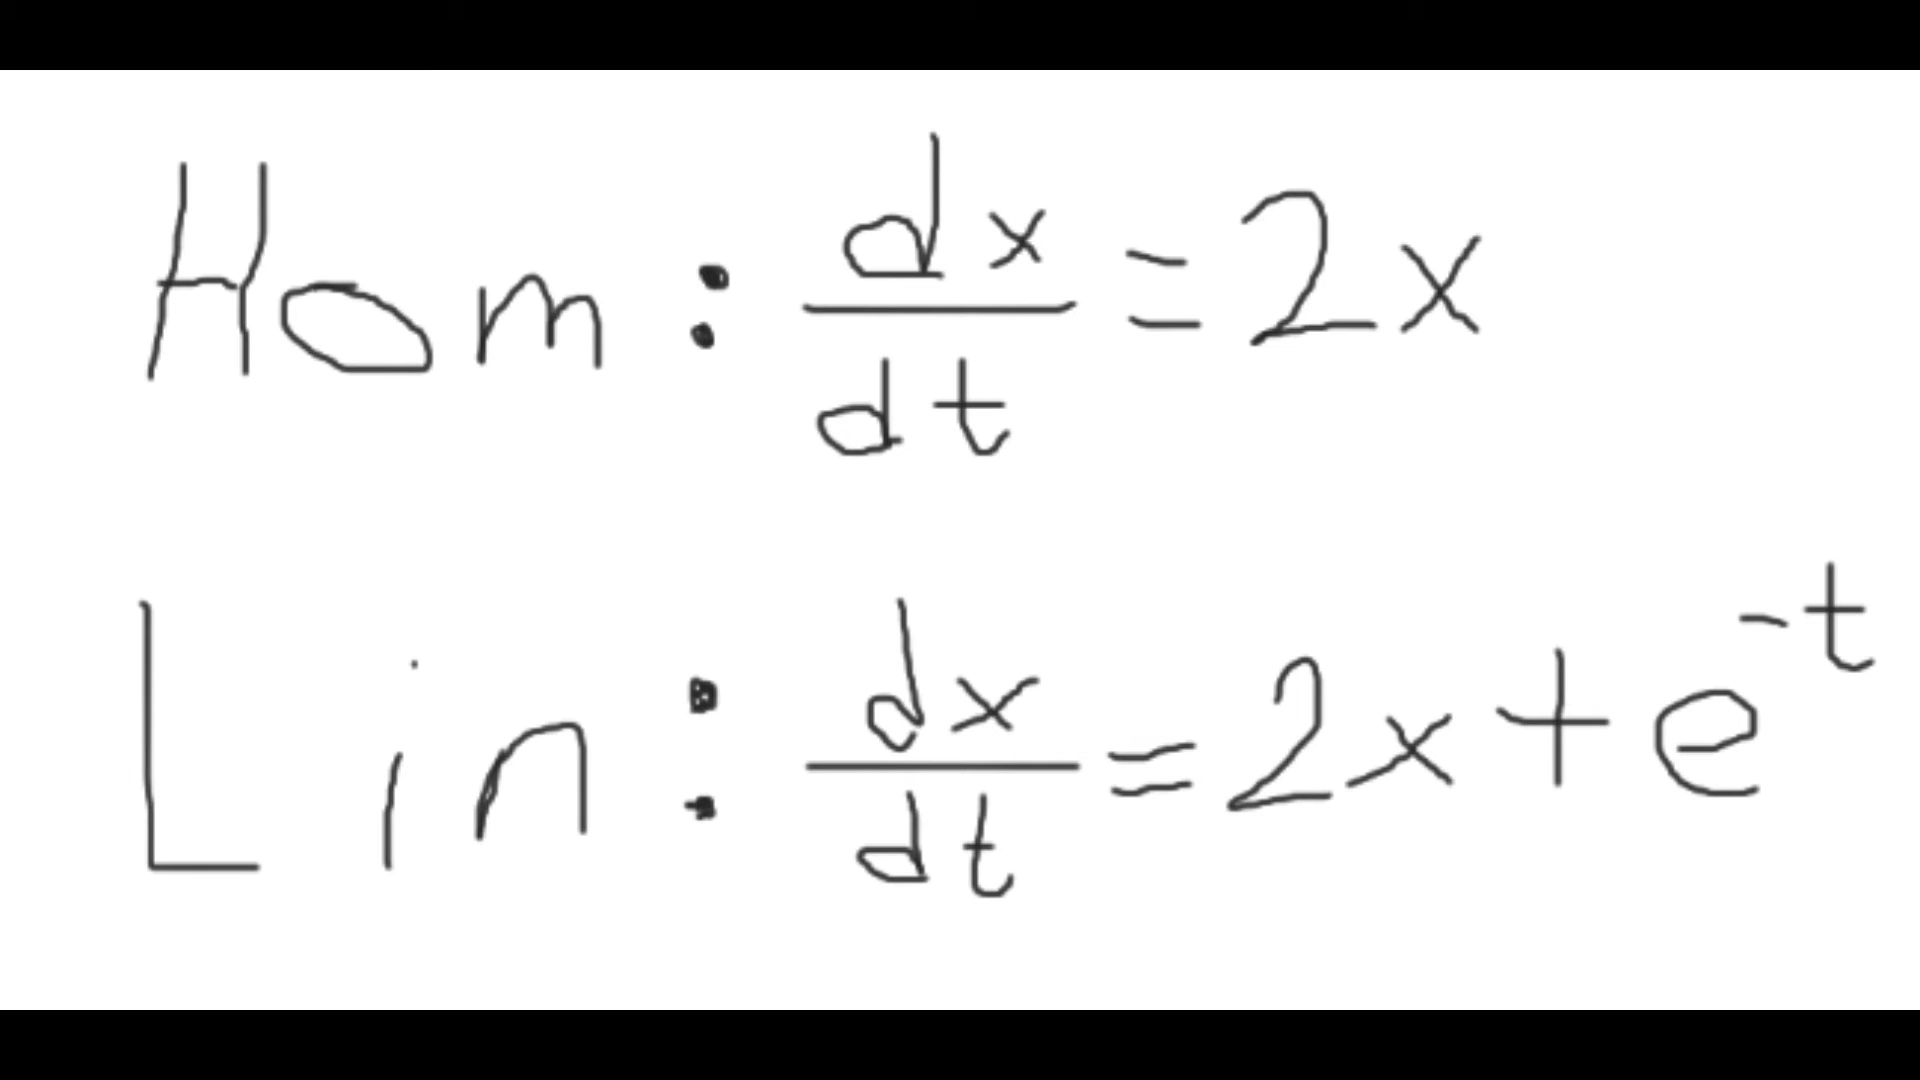 Hom: dx/dt = 2x
Lin: dx/dt = 2x + e^-t